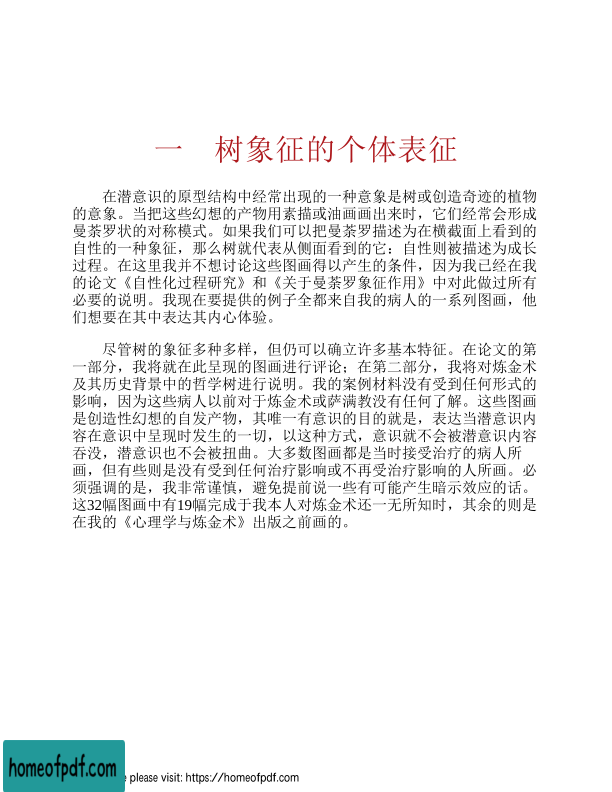 一 树象征的个体表征
在潜意识的原型结构中经常出现的一种意象是树或创造奇迹的植物
的意象。当把这些幻想的产物用素描或油画画出来时，它们经常会形成
曼荼罗状的对称模式。如果我们可以把曼荼罗描述为在横截面上看到的
自性的一种象征，那么树就代表从侧面看到的它：自性则被描述为成长
过程。在这里我并不想讨论这些图画得以产生的条件，因为我已经在我
的论文《自性化过程研究》和《关于曼荼罗象征作用》中对此做过所有
必要的说明。我现在要提供的例子全都来自我的病人的一系列图画，他
们想要在其中表达其内心体验。
尽管树的象征多种多样，但仍可以确立许多基本特征。在论文的第
一部分，我将就在此呈现的图画进行评论；在第二部分，我将对炼金术
及其历史背景中的哲学树进行说明。我的案例材料没有受到任何形式的
影响，因为这些病人以前对于炼金术或萨满教没有任何了解。这些图画
是创造性幻想的自发产物，其唯一有意识的目的就是，表达当潜意识内
容在意识中呈现时发生的一切，以这种方式，意识就不会被潜意识内容
吞没，潜意识也不会被扭曲。大多数图画都是当时接受治疗的病人所
画，但有些则是没有受到任何治疗影响或不再受治疗影响的人所画。必
须强调的是，我非常谨慎，避免提前说一些有可能产生暗示效应的话。
这32幅图画中有19幅完成于我本人对炼金术还一无所知时，其余的则是
在我的《心理学与炼金术》出版之前画的。
homeofpdf.com
e please visit: https://homeofpdf.com